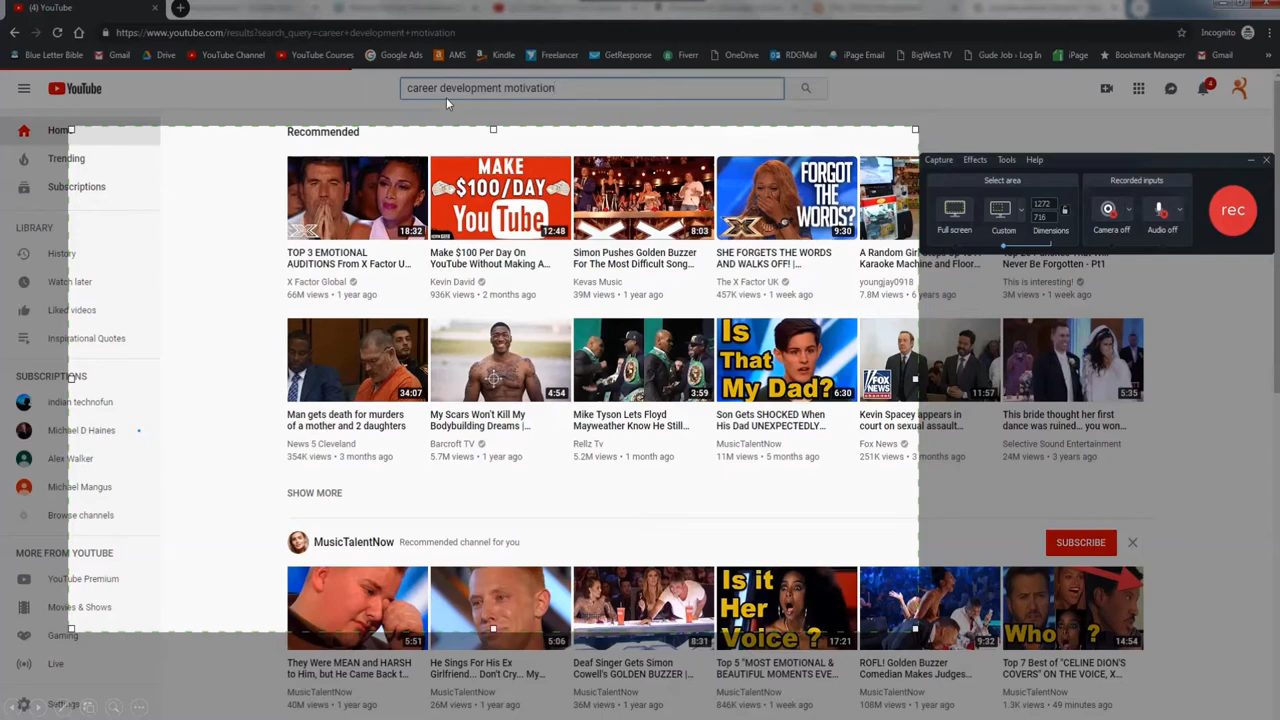 (4) YouTube
https://www.youtube.com/results?search_query=career+development+motivation
Incognito
Blue Letter Bible
Gmail
Drive
YouTube Channel
YouTube Courses
Google Ads
AMS
Kindle
Freelancer
GetResponse
Fiverr
OneDrive
RDGMail
iPage Email
BigWest TV
Gude Job › Log In
iPage
Bookmark Manager
Gmail
YouTube
career development motivation
4
Home
Trending
Subscriptions
LIBRARY
History
Watch later
Liked videos
Inspirational Quotes
SUBSCRIPTIONS
indian technofun
Michael D Haines
Alex Walker
Michael Mangus
Browse channels
MORE FROM YOUTUBE
YouTube Premium
Movies & Shows
Gaming
Live
Settings
Capture Effects Tools Help
Select area
Recorded inputs
Full screen
Custom
1272
716
Dimensions
Camera off
Audio off
rec
Recommended
18:32
TOP 3 EMOTIONAL
AUDITIONS From X Factor U...
X Factor Global
66M views • 1 year ago
MAKE
$100/DAY
YouTube
12:48
Make $100 Per Day On
YouTube Without Making A...
Kevin David
936K views • 2 months ago
8:03
Simon Pushes Golden Buzzer
For The Most Difficult Song...
Kevas Music
39M views • 1 year ago
FORGOT
THE
WORDS?
9:30
SHE FORGETS THE WORDS
AND WALKS OFF! |...
The X Factor UK
457K views • 1 week ago
A Random Gir
Karaoke Machine and Floor...
youngjay0918
7.8M views • 6 years ago
Never Be Forgotten - Pt1
This is interesting!
3M views • 1 week ago
34:07
Man gets death for murders
of a mother and 2 daughters
News 5 Cleveland
354K views • 3 months ago
4:54
My Scars Won't Kill My
Bodybuilding Dreams |...
Barcroft TV
5.7M views • 1 year ago
3:59
Mike Tyson Lets Floyd
Mayweather Know He Still...
Rellz Tv
5.2M views • 1 month ago
Is
That
My Dad?
6:30
Son Gets SHOCKED When
His Dad UNEXPECTEDLY...
MusicTalentNow
11M views • 5 months ago
FOX
NEWS
channel
11:57
Kevin Spacey appears in
court on sexual assault...
Fox News
251K views • 3 months ago
5:35
This bride thought her first
dance was ruined... you won...
Selective Sound Entertainment
24M views • 3 years ago
SHOW MORE
MusicTalentNow Recommended channel for you
SUBSCRIBE
5:51
They Were MEAN and HARSH
to Him, but He Came Back t...
MusicTalentNow
40M views • 1 year ago
5:06
He Sings For His Ex
Girlfriend... Don't Cry... My...
MusicTalentNow
26M views • 1 year ago
8:31
Deaf Singer Gets Simon
Cowell's GOLDEN BUZZER |...
MusicTalentNow
36M views • 1 year ago
Is it
Her
Voice ?
17:21
Top 5 "MOST EMOTIONAL &
BEAUTIFUL MOMENTS EVE...
MusicTalentNow
846K views • 1 week ago
9:32
ROFL! Golden Buzzer
Comedian Makes Judges...
MusicTalentNow
108M views • 1 year ago
Who ?
14:54
Top 7 Best of "CELINE DION'S
COVERS" ON THE VOICE, X...
MusicTalentNow
1.3K views • 49 minutes ago